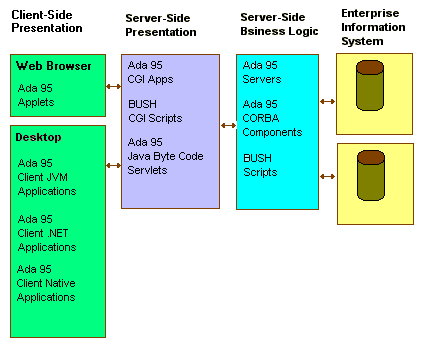 Client-Side
Presentation
Server-Side
Presentation
Server-Side
Bsiness Logic
Enterprise
Information
System
Web Browser
Ada 95
Applets
Desktop
Ada 95
Client JVM
Applications
Ada 95
Client .NET
Applications
Ada 95
Client Native
Applications
Ada 95
CGI Apps
BUSH
CGI Scripts
Ada 95
Java Byte Code
Servlets
Ada 95
Servers
Ada 95
CORBA
Components
BUSH
Scripts